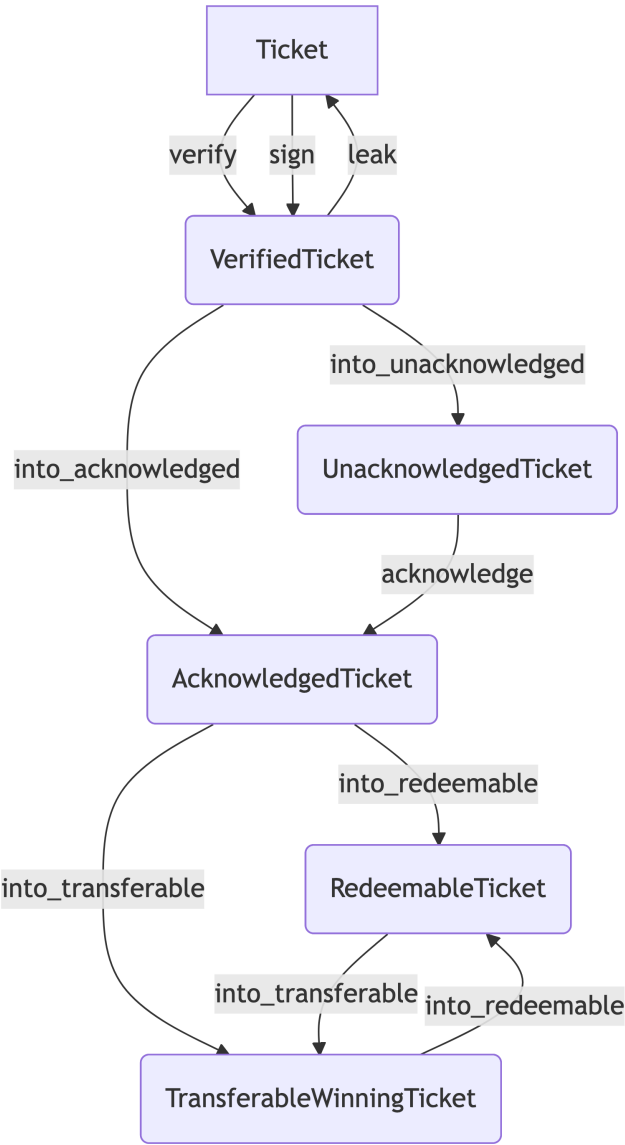 Ticket
verify
sign
leak
VerifiedTicket
into_unacknowledged
into_acknowledged
UnacknowledgedTicket
acknowledge
AcknowledgedTicket
into_redeemable
into_transferable
RedeemableTicket
into_transferable
into_redeemable
TransferableWinningTicket